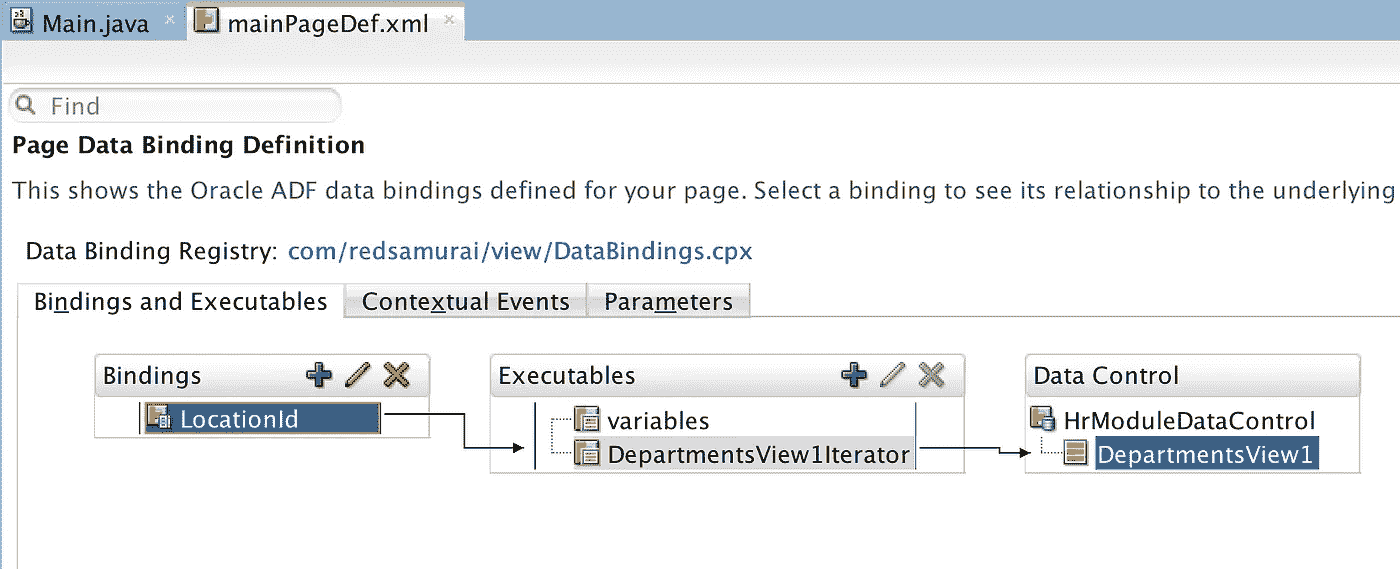 Main.java mainPageDef.xml
Find
Page Data Binding Definition
This shows the Oracle ADF data bindings defined for your page. Select a binding to see its relationship to the underlying
Data Binding Registry: com/redsamurai/view/DataBindings.cpx
Bindings and Executables Contextual Events Parameters
Bindings Executables Data Control
LocationId variables HrModuleDataControl
DepartmentsView1Iterator DepartmentsView1